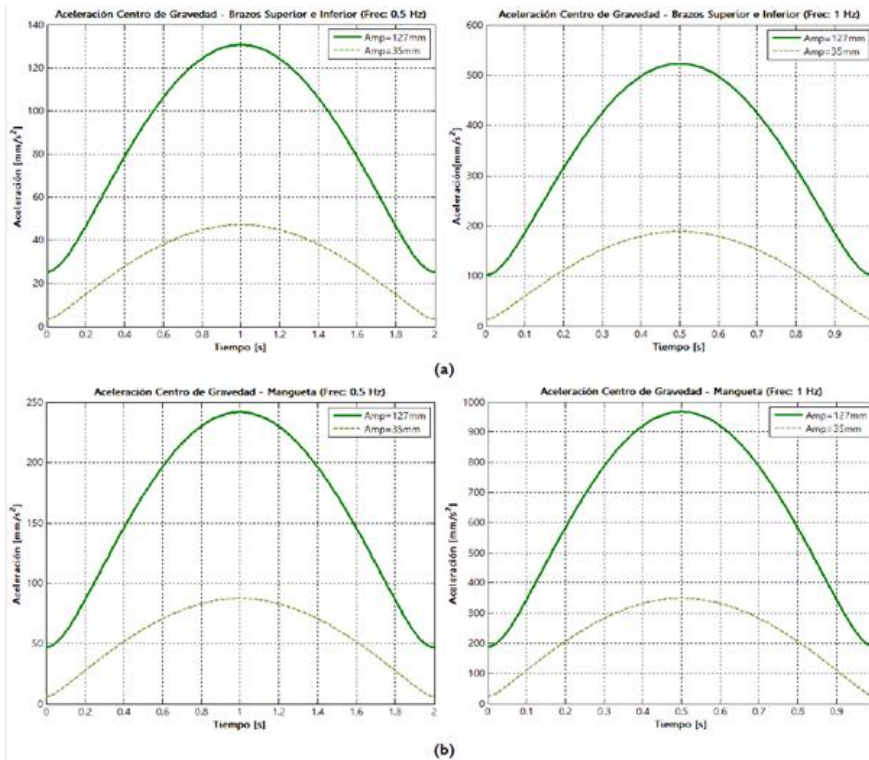 Aceleración Centro de Gravedad - Brazos Superior e Inferior (Frec: 0.5 Hz)
140
120
100
80
60
40
20
0
Aceleración [mm/s²]
Amp=127mm
Amp=35mm
0 0.2 0.4 0.6 0.8 1 1.2 1.4 1.6 1.8 2
Tiempo [s]
Aceleración Centro de Gravedad - Brazos Superior e Inferior (Frec: 1 Hz)
600
500
400
300
200
100
0
Aceleración[mm/s²]
Amp=127mm
Amp=35mm
0 0.1 0.2 0.3 0.4 0.5 0.6 0.7 0.8 0.9
Tiempo [s]
(a)
Aceleración Centro de Gravedad - Mangueta (Frec: 0.5 Hz)
250
200
150
100
50
0
Aceleración [mm/s²]
Amp=127mm
Amp=35mm
0 0.2 0.4 0.6 0.8 1 1.2 1.4 1.6 1.8 2
Tiempo [s]
Aceleración Centro de Gravedad - Mangueta (Frec: 1 Hz)
1000
900
800
700
600
500
400
300
200
100
0
Aceleración [mm/s²]
Amp=127mm
Amp=35mm
0 0.1 0.2 0.3 0.4 0.5 0.6 0.7 0.8 0.9
Tiempo [s]
(b)